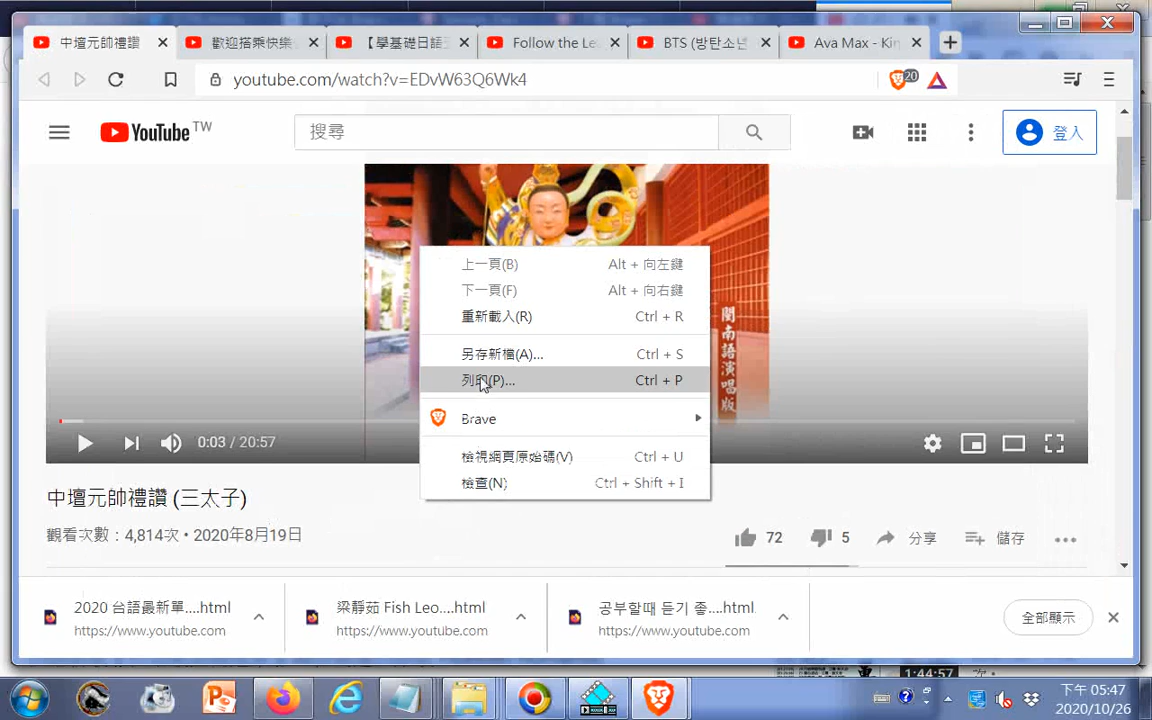 中壇元帥禮讚
歡迎搭乘快樂
【學基礎日語
Follow the Le
BTS (방탄소년
Ava Max - Kin
youtube.com/watch?v=EDvW63Q6Wk4
20
YouTube TW
搜尋
登入
上一頁(B) Alt + 向左鍵
下一頁(F) Alt + 向右鍵
重新載入(R) Ctrl + R
另存新檔(A)... Ctrl + S
列印(P)... Ctrl + P
Brave
檢視網頁原始碼(V) Ctrl + U
檢查(N) Ctrl + Shift + I
閩南語演唱版
0:03 / 20:57
中壇元帥禮讚 (三太子)
觀看次數：4,814次 • 2020年8月19日
72
5
分享
儲存
2020 台語最新單....html
https://www.youtube.com
梁靜茹 Fish Leo....html
https://www.youtube.com
공부할때 듣기 좋....html
https://www.youtube.com
全部顯示
1:44:57
下午 05:47
2020/10/26